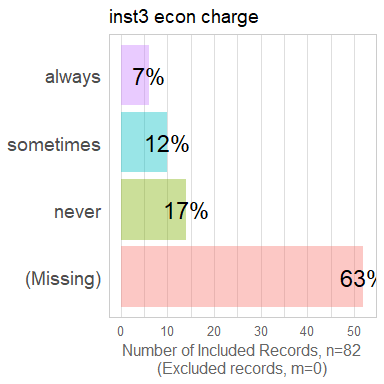 inst3 econ charge
always
7%
sometimes
12%
never
17%
(Missing)
63%
0 10 20 30 40 50
Number of Included Records, n=82
(Excluded records, m=0)